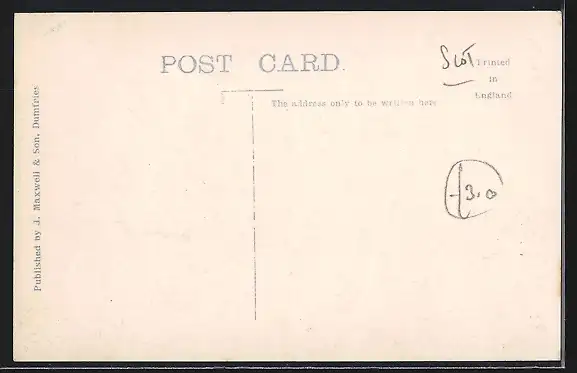 POST CARD.
Scot
Printed
in
England
The address only to be written here
3.0
Published by J. Maxwell & Son, Dumfries